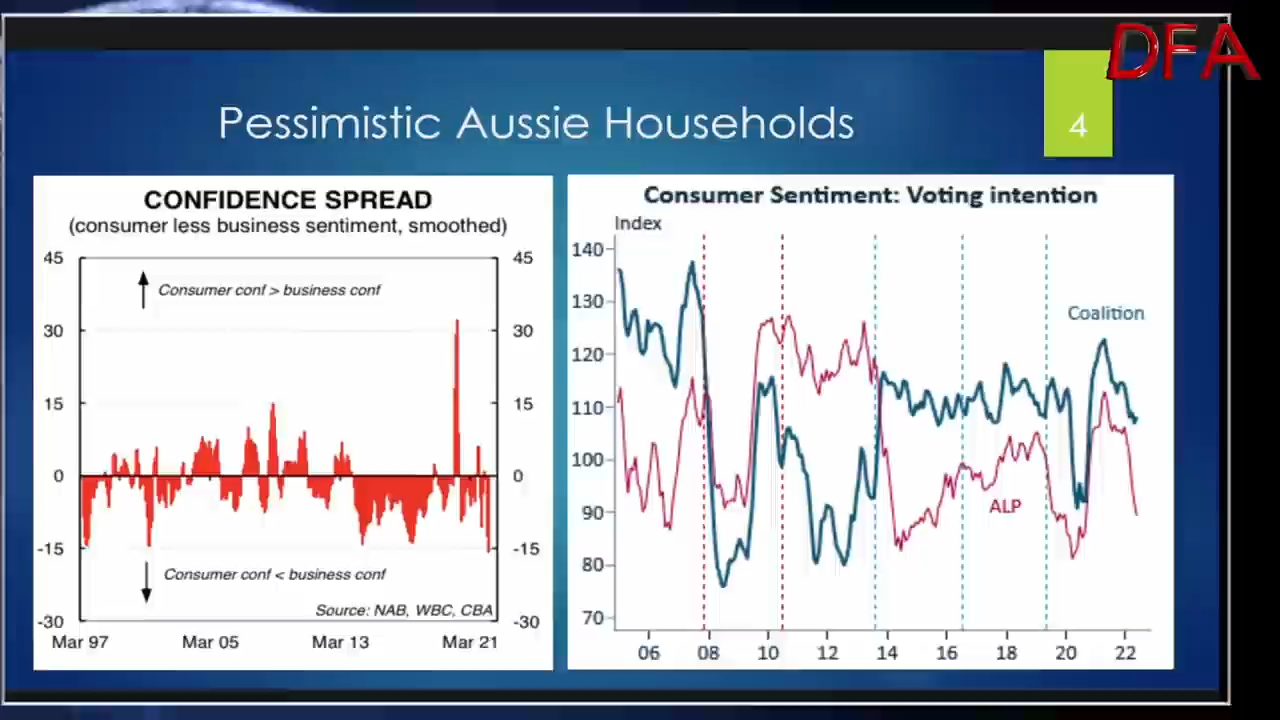 DFA
Pessimistic Aussie Households
4
CONFIDENCE SPREAD
(consumer less business sentiment, smoothed)
45
45
Consumer conf > business conf
30
30
15
15
0
0
-15
-15
Consumer conf < business conf
Source: NAB, WBC, CBA
-30
-30
Mar 97
Mar 05
Mar 13
Mar 21
Consumer Sentiment: Voting intention
Index
140
130
Coalition
120
110
100
ALP
90
80
70
06
08
10
12
14
16
18
20
22